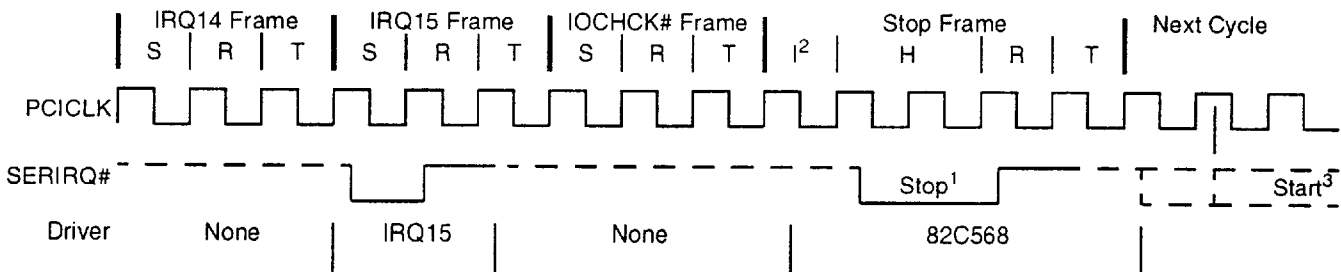 IRQ14 Frame IRQ15 Frame IOCHCK# Frame Stop Frame Next Cycle
S R T S R T S R T I² H R T
PCICLK
SERIRQ# Stop¹ Start³
Driver None IRQ15 None 82C568